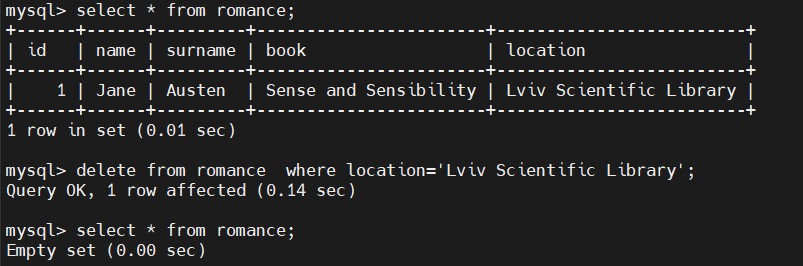 mysql> select * from romance;
+------+------+---------+-----------------------+-------------------------+
| id   | name | surname | book                  | location                |
+------+------+---------+-----------------------+-------------------------+
|    1 | Jane | Austen  | Sense and Sensibility | Lviv Scientific Library |
+------+------+---------+-----------------------+-------------------------+
1 row in set (0.01 sec)
mysql> delete from romance  where location='Lviv Scientific Library';
Query OK, 1 row affected (0.14 sec)
mysql> select * from romance;
Empty set (0.00 sec)